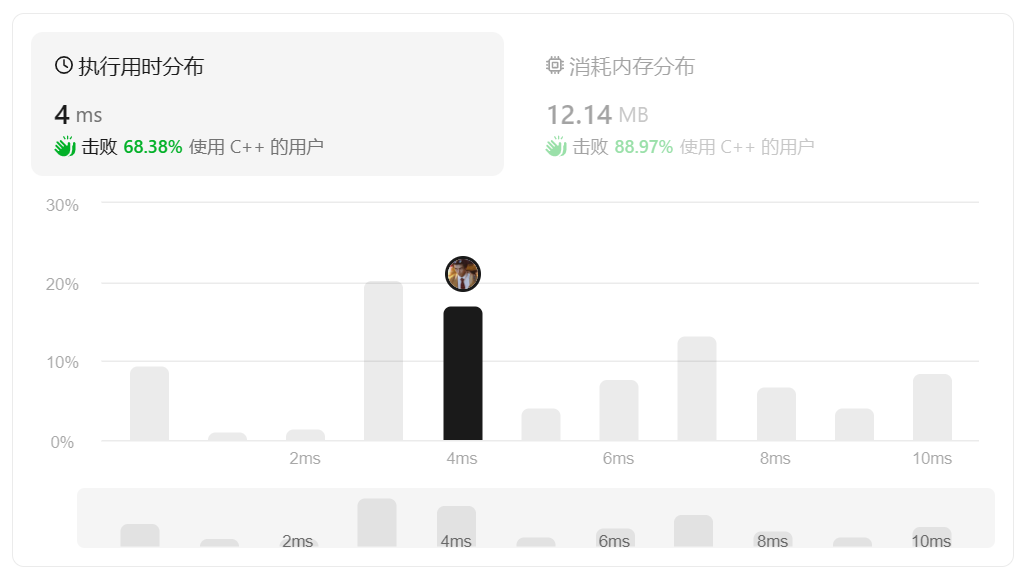 执行用时分布
4 ms
击败 68.38% 使用 C++ 的用户
消耗内存分布
12.14 MB
击败 88.97% 使用 C++ 的用户
30%
20%
10%
0%
2ms 4ms 6ms 8ms 10ms
2ms 4ms 6ms 8ms 10ms